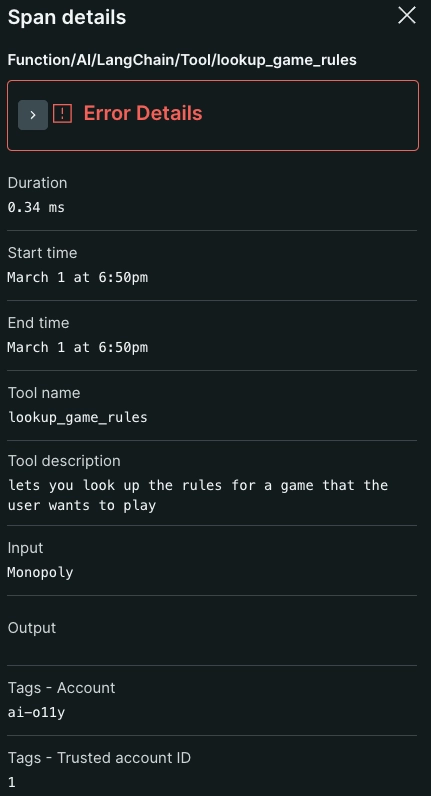 Span details
Function/AI/LangChain/Tool/lookup_game_rules
Error Details
Duration
0.34 ms
Start time
March 1 at 6:50pm
End time
March 1 at 6:50pm
Tool name
lookup_game_rules
Tool description
lets you look up the rules for a game that the
user wants to play
Input
Monopoly
Output
Tags - Account
ai-o11y
Tags - Trusted account ID
1